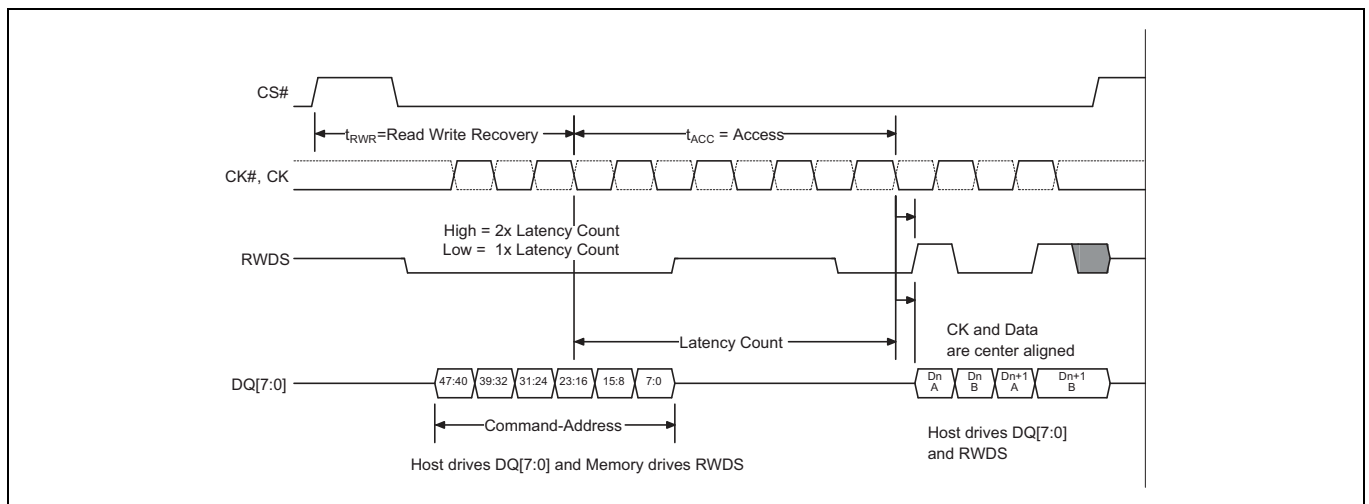 CS#
t_RWR=Read Write Recovery
t_ACC = Access
CK#, CK
High = 2x Latency Count
Low = 1x Latency Count
RWDS
Latency Count
CK and Data
are center aligned
DQ[7:0]
47:40 39:32 31:24 23:16 15:8 7:0
Dn
A
Dn
B
Dn+1
A
Dn+1
B
Command-Address
Host drives DQ[7:0] and Memory drives RWDS
Host drives DQ[7:0]
and RWDS